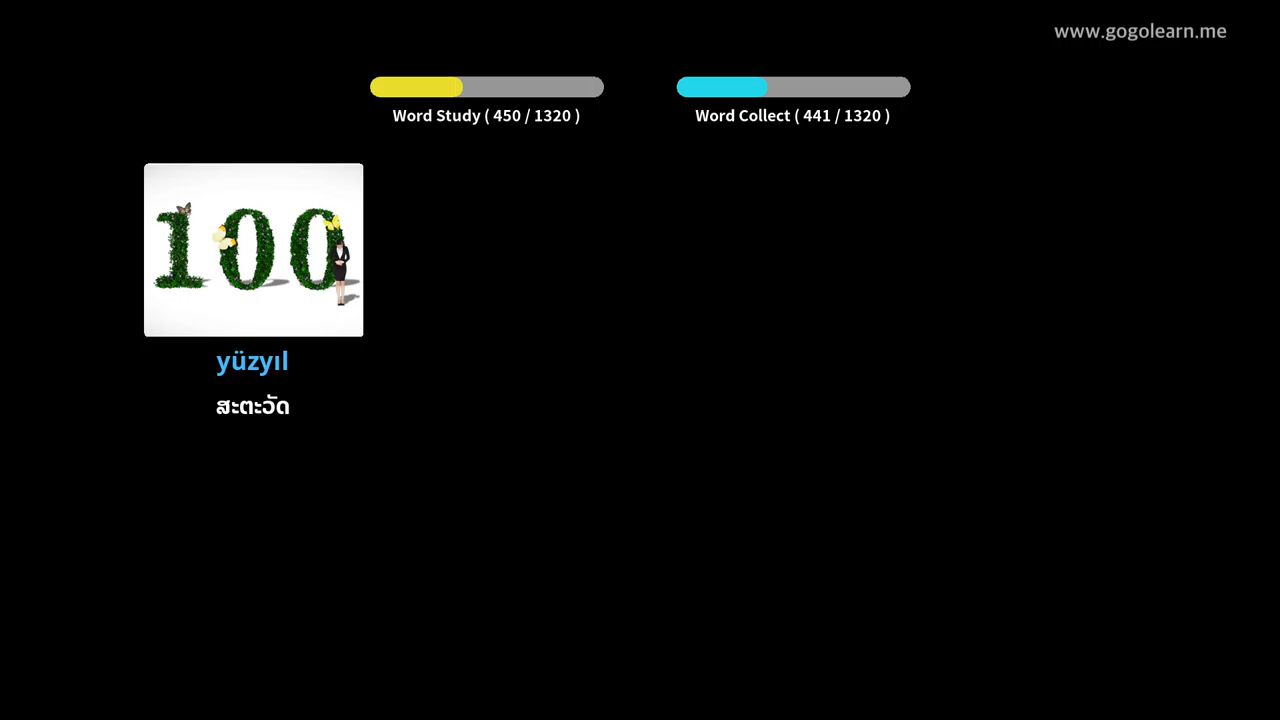 www.gogolearn.me
Word Study ( 450 / 1320 )
Word Collect ( 441 / 1320 )
100
yüzyıl
ສະຕະວັດ